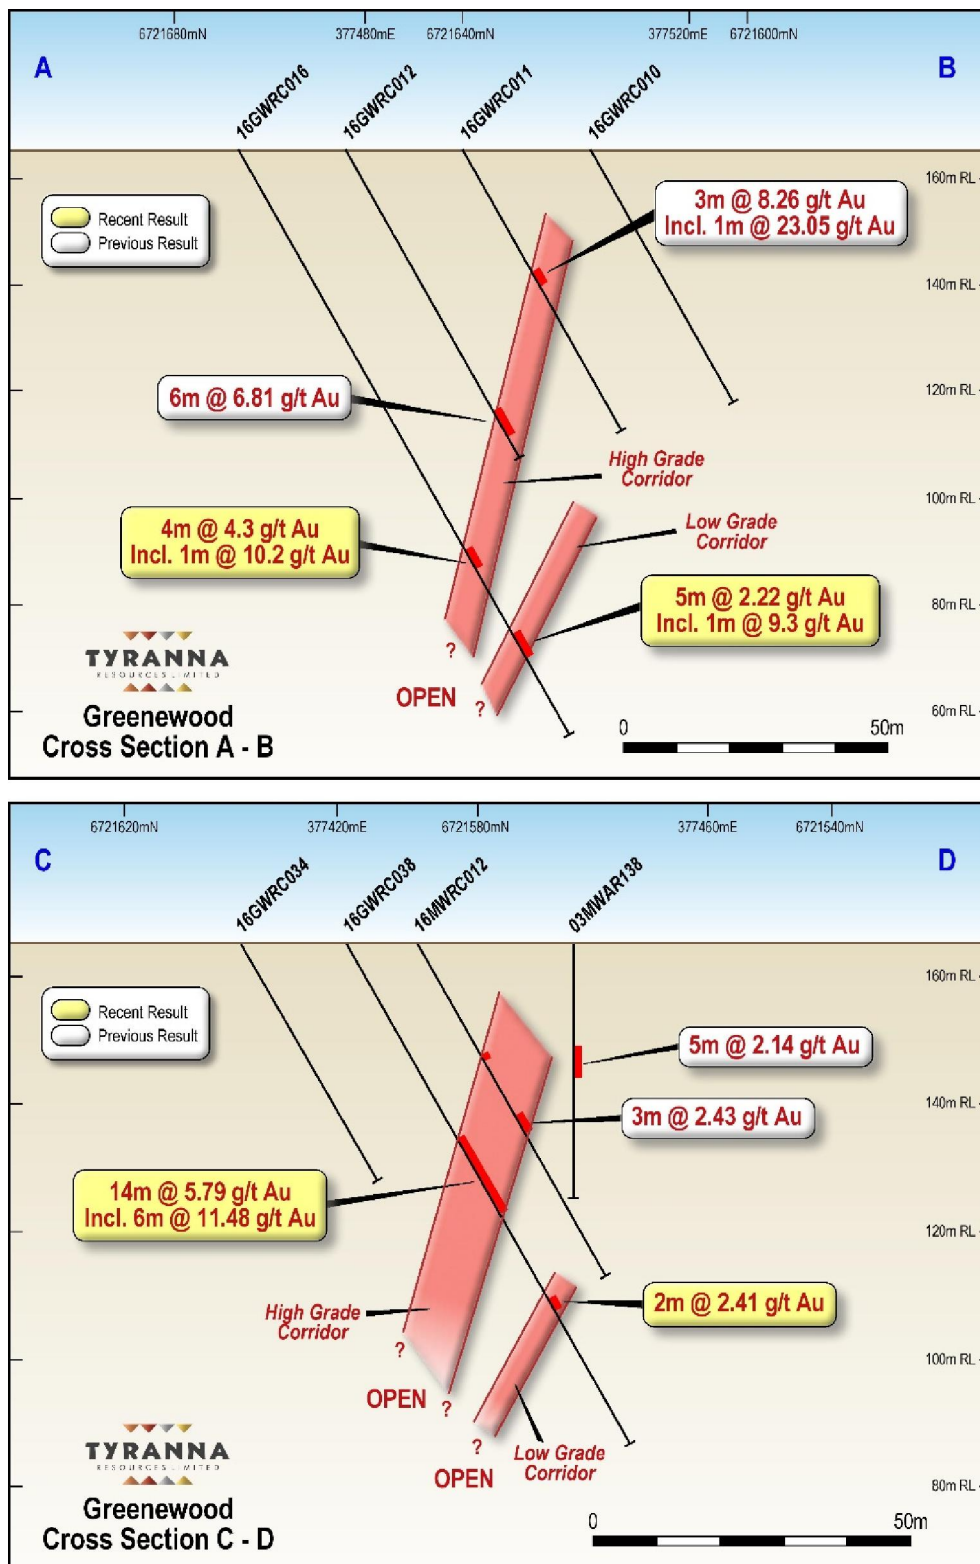 6721680mN
377480mE
6721640mN
377520mE
6721600mN
A
B
16GWRC016
16GWRC012
16GWRC011
16GWRC010
160m RL
Recent Result
Previous Result
3m @ 8.26 g/t Au
Incl. 1m @ 23.05 g/t Au
140m RL
6m @ 6.81 g/t Au
120m RL
High Grade
Corridor
100m RL
4m @ 4.3 g/t Au
Incl. 1m @ 10.2 g/t Au
Low Grade
Corridor
5m @ 2.22 g/t Au
Incl. 1m @ 9.3 g/t Au
80m RL
?
OPEN
?
60m RL
TYRANNA
RESOURCES LIMITED
Greenewood
Cross Section A - B
0
50m
6721620mN
377420mE
6721580mN
377460mE
6721540mN
C
D
16GWRC034
16GWRC038
16MWRC012
03MWAR138
160m RL
Recent Result
Previous Result
5m @ 2.14 g/t Au
140m RL
3m @ 2.43 g/t Au
14m @ 5.79 g/t Au
Incl. 6m @ 11.48 g/t Au
120m RL
2m @ 2.41 g/t Au
High Grade
Corridor
?
100m RL
OPEN
?
?
OPEN
Low Grade
Corridor
80m RL
TYRANNA
RESOURCES LIMITED
Greenewood
Cross Section C - D
0
50m